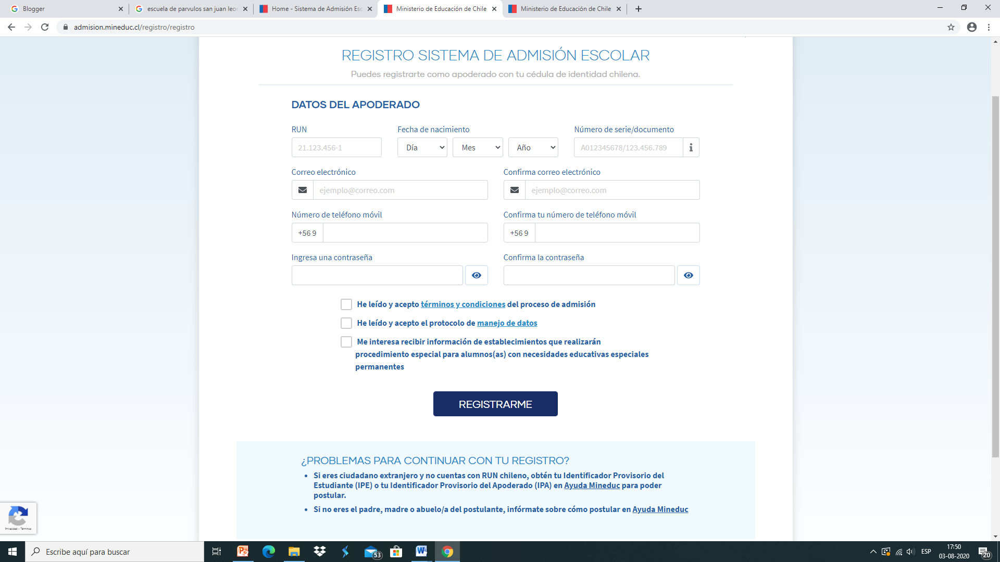 Blogger
escuela de parvulos san juan leon
Home - Sistema de Admisión Esc
Ministerio de Educación de Chile
Ministerio de Educación de Chile
admision.mineduc.cl/registro/registro
REGISTRO SISTEMA DE ADMISIÓN ESCOLAR
Puedes registrarte como apoderado con tu cédula de identidad chilena.
DATOS DEL APODERADO
RUN Fecha de nacimiento Número de serie/documento
21.123.456-1 Día Mes Año A012345678/123.456.789
Correo electrónico Confirma correo electrónico
ejemplo@correo.com ejemplo@correo.com
Número de teléfono móvil Confirma tu número de teléfono móvil
+56 9 +56 9
Ingresa una contraseña Confirma la contraseña
He leído y acepto términos y condiciones del proceso de admisión
He leído y acepto el protocolo de manejo de datos
Me interesa recibir información de establecimientos que realizarán
procedimiento especial para alumnos(as) con necesidades educativas especiales
permanentes
REGISTRARME
¿PROBLEMAS PARA CONTINUAR CON TU REGISTRO?
• Si eres ciudadano extranjero y no cuentas con RUN chileno, obtén tu Identificador Provisorio del
Estudiante (IPE) o tu Identificador Provisorio del Apoderado (IPA) en Ayuda Mineduc para poder
postular.
• Si no eres el padre, madre o abuelo/a del postulante, infórmate sobre cómo postular en Ayuda Mineduc
Privacidad - Términos
Escribe aquí para buscar
53
ESP
17:50
03-08-2020
20